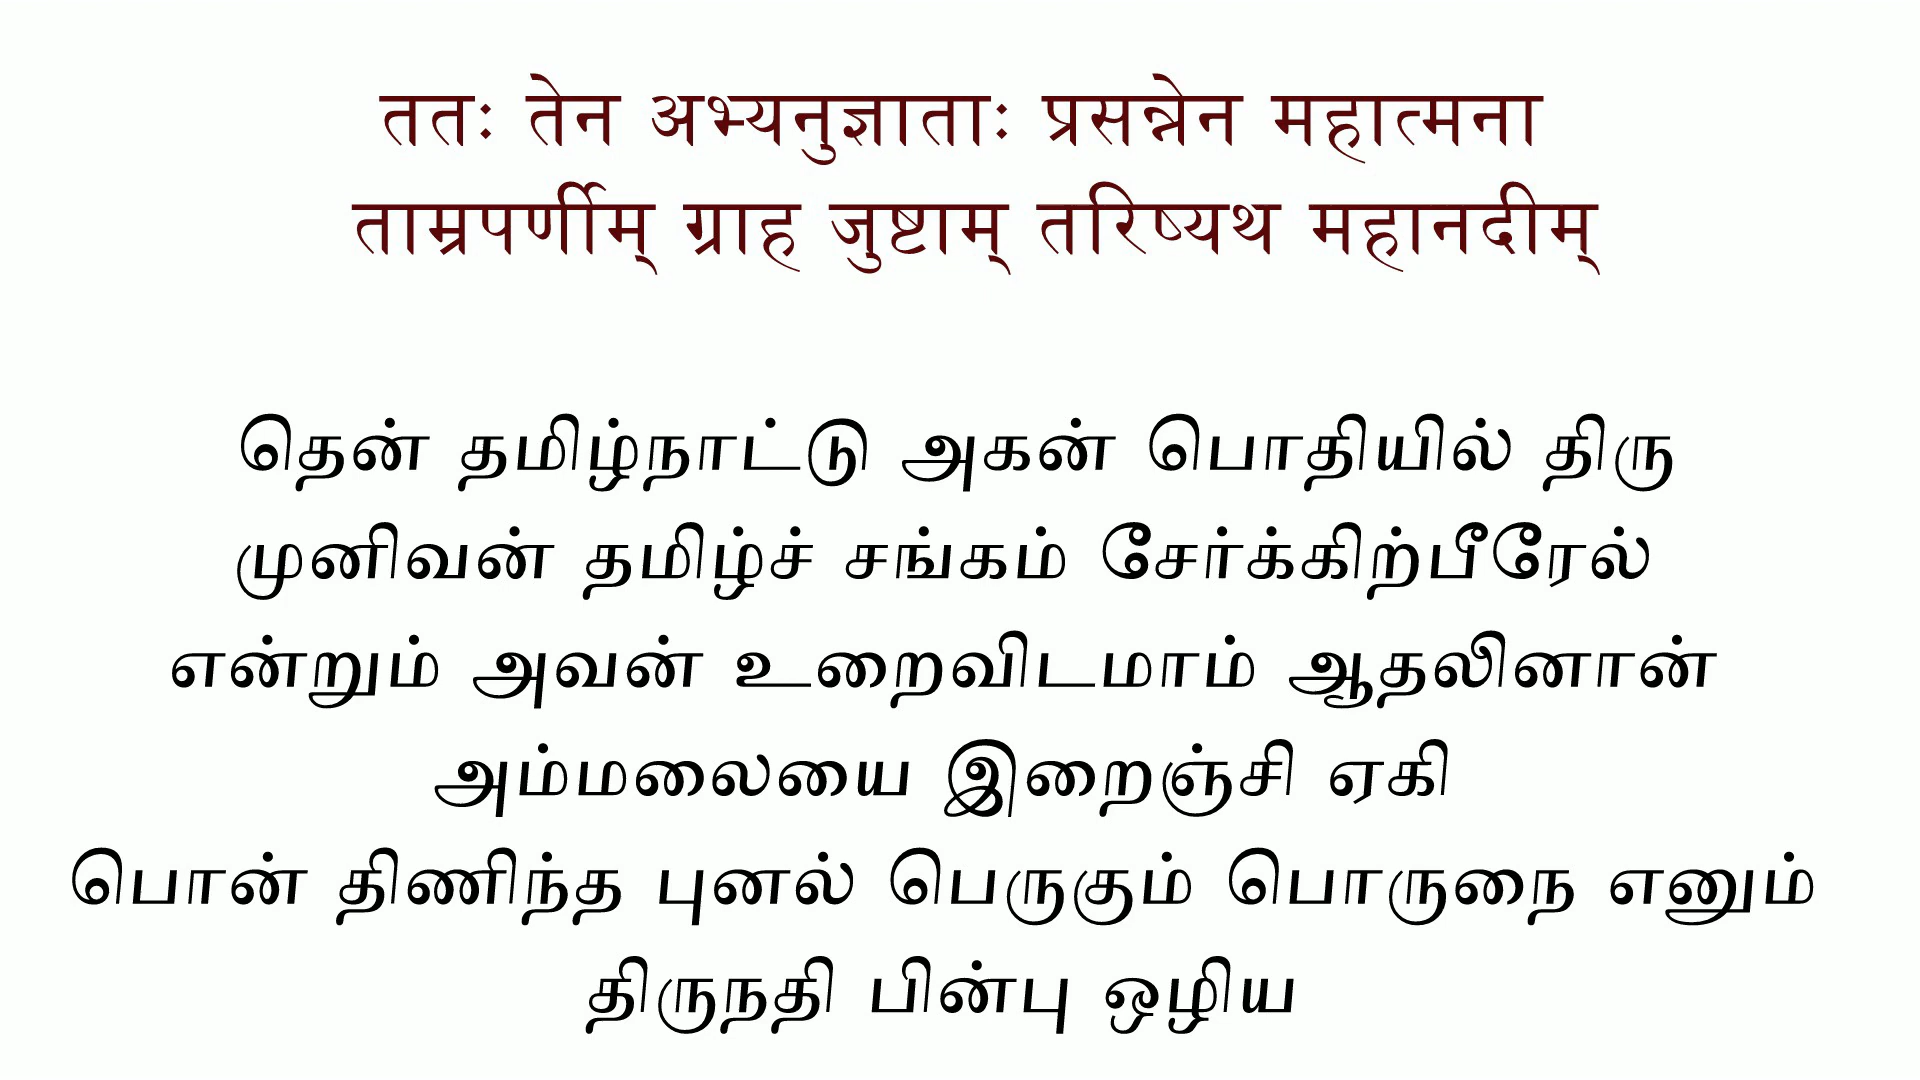 ततः तेन अभ्यनुज्ञाताः प्रसन्नेन महात्मना
ताम्रपर्णीम् ग्राह जुष्टाम् तरिष्यथ महानदीम्
தென் தமிழ்நாட்டு அகன் பொதியில் திரு
முனிவன் தமிழ்ச் சங்கம் சேர்க்கிற்பீரேல்
என்றும் அவன் உறைவிடமாம் ஆதலினான்
அம்மலையை இறைஞ்சி ஏகி
பொன் திணிந்த புனல் பெருகும் பொருநை எனும்
திருநதி பின்பு ஒழிய